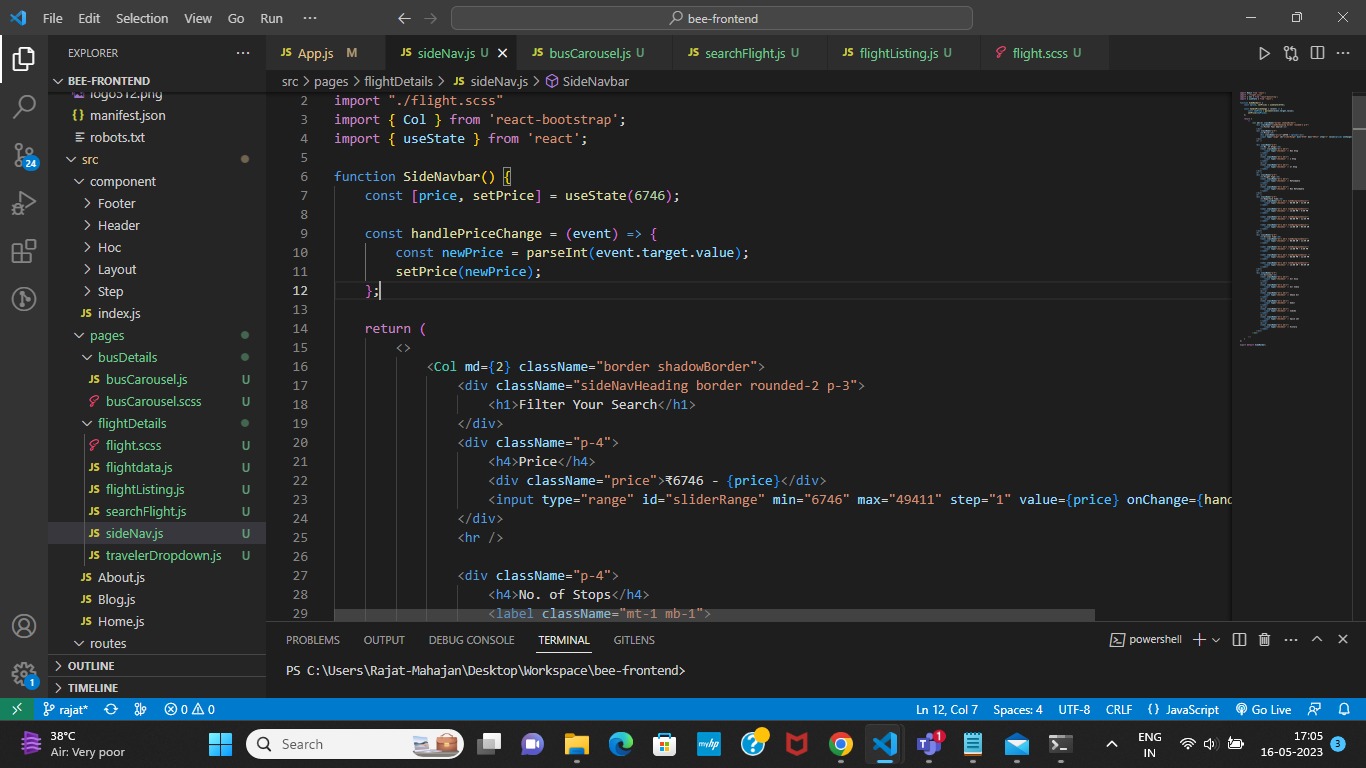 File Edit Selection View Go Run ··· bee-frontend
EXPLORER ···
JS App.js M JS sideNav.js U JS busCarousel.js U JS searchFlight.js U JS flightListing.js U flight.scss U
BEE-FRONTEND
src > pages > flightDetails > JS sideNav.js > SideNavbar
logo512.png
{} manifest.json
robots.txt
src
component
Footer
Header
Hoc
Layout
Step
JS index.js
pages
busDetails
JS busCarousel.js U
busCarousel.scss U
flightDetails
flight.scss U
JS flightdata.js U
JS flightListing.js U
JS searchFlight.js U
JS sideNav.js U
JS travelerDropdown.js U
JS About.js
JS Blog.js
JS Home.js
routes
OUTLINE
TIMELINE
24
1
2 import "./flight.scss"
3 import { Col } from 'react-bootstrap';
4 import { useState } from 'react';
5
6 function SideNavbar() {
7 const [price, setPrice] = useState(6746);
8
9 const handlePriceChange = (event) => {
10 const newPrice = parseInt(event.target.value);
11 setPrice(newPrice);
12 };
13
14 return (
15 <>
16 <Col md={2} className="border shadowBorder">
17 <div className="sideNavHeading border rounded-2 p-3">
18 <h1>Filter Your Search</h1>
19 </div>
20 <div className="p-4">
21 <h4>Price</h4>
22 <div className="price">₹6746 - {price}</div>
23 <input type="range" id="sliderRange" min="6746" max="49411" step="1" value={price} onChange={hand
24 </div>
25 <hr />
26
27 <div className="p-4">
28 <h4>No. of Stops</h4>
29 <label className="mt-1 mb-1">
PROBLEMS OUTPUT DEBUG CONSOLE TERMINAL GITLENS powershell
PS C:\Users\Rajat-Mahajan\Desktop\Workspace\bee-frontend>
rajat* 0 0 Ln 12, Col 7 Spaces: 4 UTF-8 CRLF {} JavaScript Go Live
38°C
Air: Very poor
Search
myhp
1
ENG
IN
17:05
16-05-2023
3